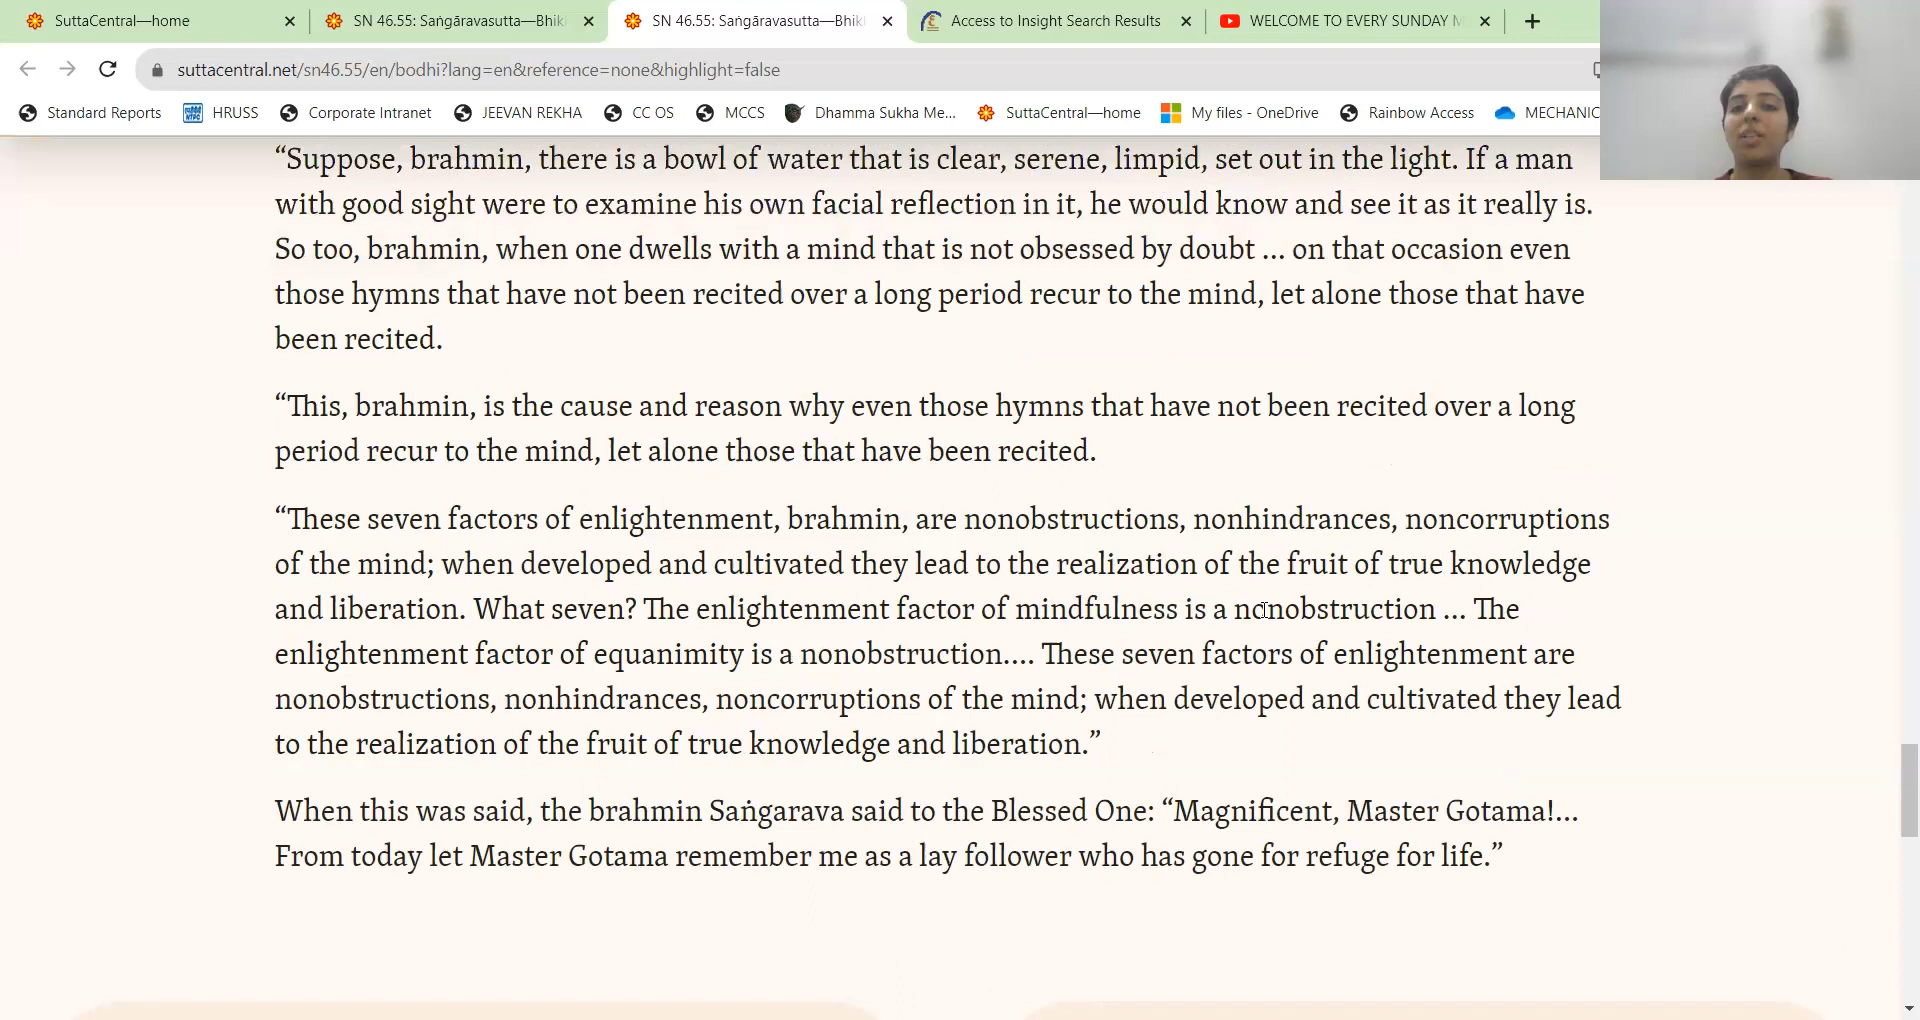 SuttaCentral—home
SN 46.55: Saṅgāravasutta—Bhik
SN 46.55: Saṅgāravasutta—Bhik
Access to Insight Search Results
WELCOME TO EVERY SUNDAY M
suttacentral.net/sn46.55/en/bodhi?lang=en&reference=none&highlight=false
Standard Reports
HRUSS
Corporate Intranet
JEEVAN REKHA
CC OS
MCCS
Dhamma Sukha Me...
SuttaCentral—home
My files - OneDrive
Rainbow Access
MECHANIC
“Suppose, brahmin, there is a bowl of water that is clear, serene, limpid, set out in the light. If a man
with good sight were to examine his own facial reflection in it, he would know and see it as it really is.
So too, brahmin, when one dwells with a mind that is not obsessed by doubt … on that occasion even
those hymns that have not been recited over a long period recur to the mind, let alone those that have
been recited.
“This, brahmin, is the cause and reason why even those hymns that have not been recited over a long
period recur to the mind, let alone those that have been recited.
“These seven factors of enlightenment, brahmin, are nonobstructions, nonhindrances, noncorruptions
of the mind; when developed and cultivated they lead to the realization of the fruit of true knowledge
and liberation. What seven? The enlightenment factor of mindfulness is a nonobstruction … The
enlightenment factor of equanimity is a nonobstruction…. These seven factors of enlightenment are
nonobstructions, nonhindrances, noncorruptions of the mind; when developed and cultivated they lead
to the realization of the fruit of true knowledge and liberation.”
When this was said, the brahmin Saṅgarava said to the Blessed One: “Magnificent, Master Gotama!…
From today let Master Gotama remember me as a lay follower who has gone for refuge for life.”